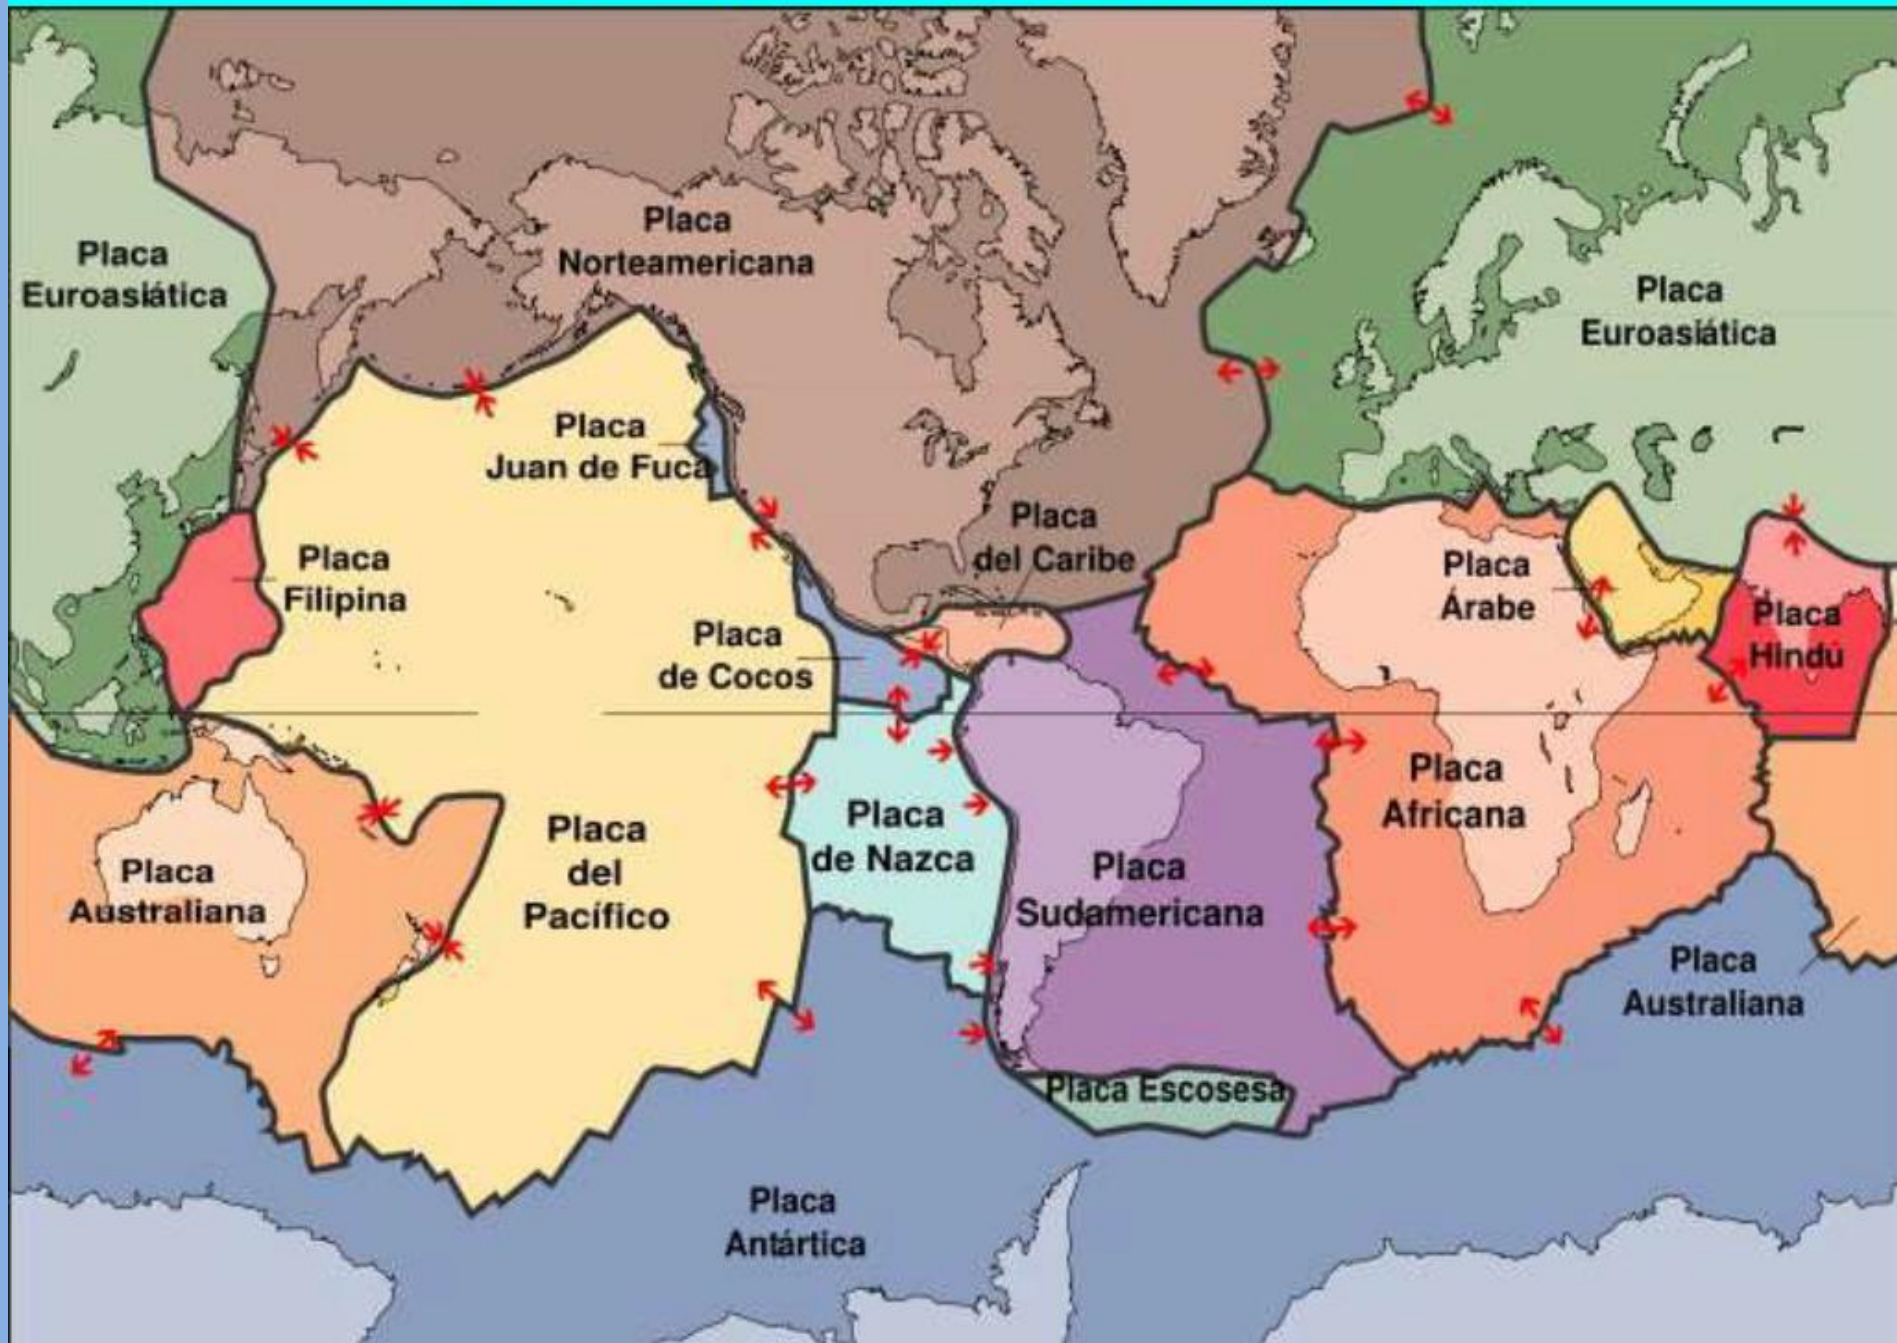 Placa
Norteamericana
Placa
Euroasiática
Placa
Euroasiática
Placa
Juan de Fuca
Placa
del Caribe
Placa
Filipina
Placa
Árabe
Placa
Hindú
Placa
de Cocos
Placa
Africana
Placa
de Nazca
Placa
del
Pacífico
Placa
Australiana
Placa
Sudamericana
Placa
Australiana
Placa Escosesa
Placa
Antártica